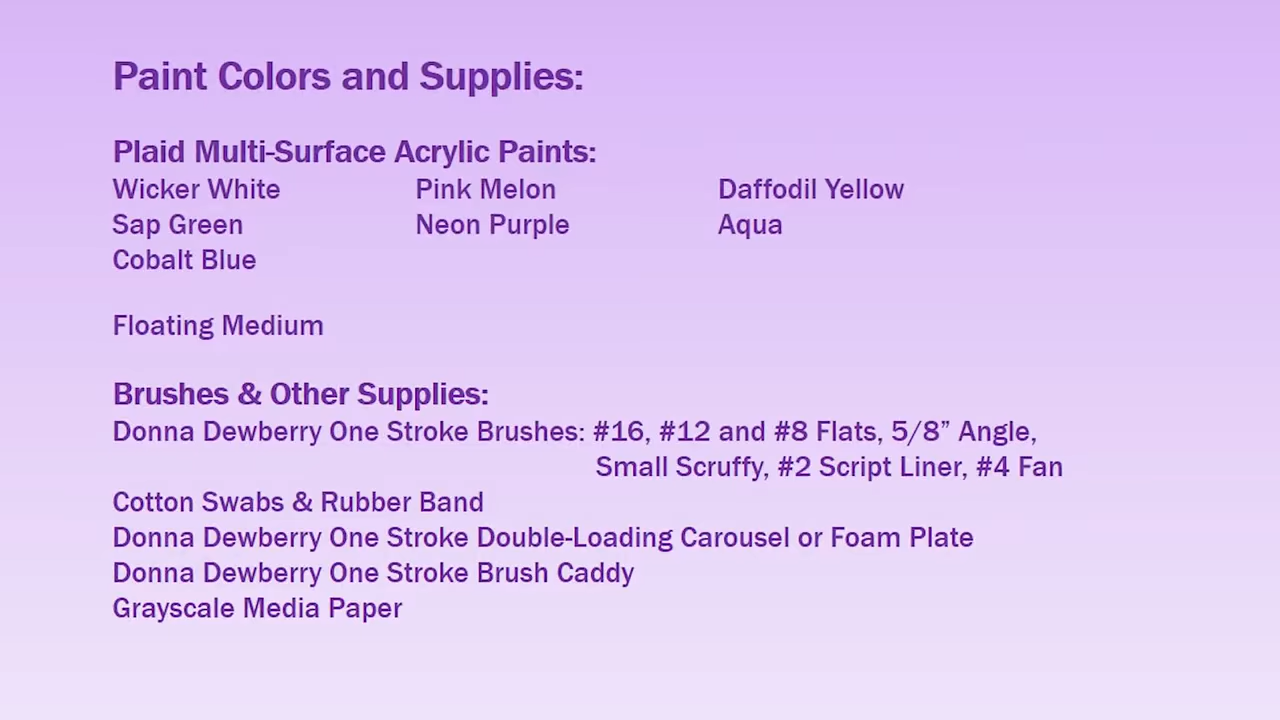 Paint Colors and Supplies:
Plaid Multi-Surface Acrylic Paints:
Wicker White Pink Melon Daffodil Yellow
Sap Green Neon Purple Aqua
Cobalt Blue
Floating Medium
Brushes & Other Supplies:
Donna Dewberry One Stroke Brushes: #16, #12 and #8 Flats, 5/8” Angle,
Small Scruffy, #2 Script Liner, #4 Fan
Cotton Swabs & Rubber Band
Donna Dewberry One Stroke Double-Loading Carousel or Foam Plate
Donna Dewberry One Stroke Brush Caddy
Grayscale Media Paper